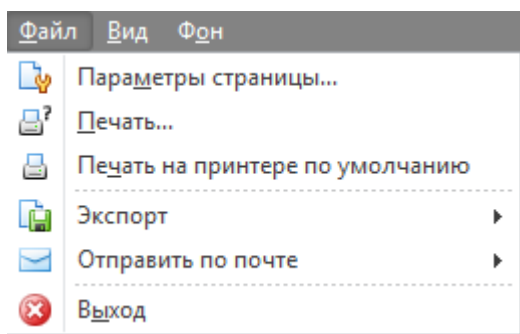 Файл Вид Фон
Параметры страницы...
Печать...
Печать на принтере по умолчанию
Экспорт
Отправить по почте
Выход